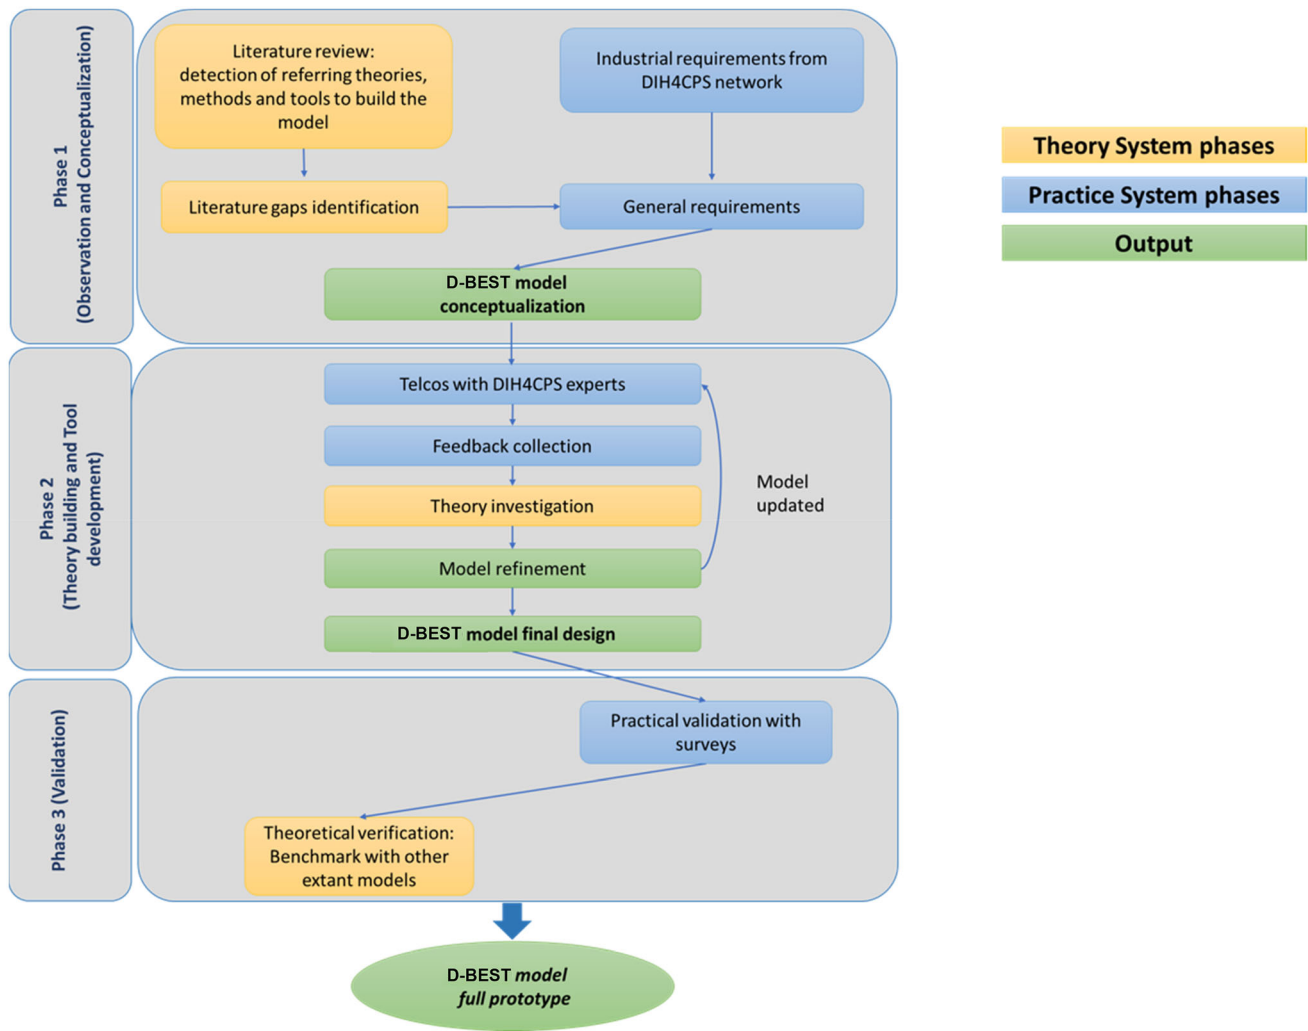 Phase 1
(Observation and Conceptualization)
Literature review:
detection of referring theories,
methods and tools to build the
model
Industrial requirements from
DIH4CPS network
Literature gaps identification
General requirements
D-BEST model
conceptualization
Theory System phases
Practice System phases
Output
Phase 2
(Theory building and Tool
development)
Telcos with DIH4CPS experts
Feedback collection
Theory investigation
Model refinement
D-BEST model final design
Model
updated
Phase 3 (Validation)
Practical validation with
surveys
Theoretical verification:
Benchmark with other
extant models
D-BEST model
full prototype